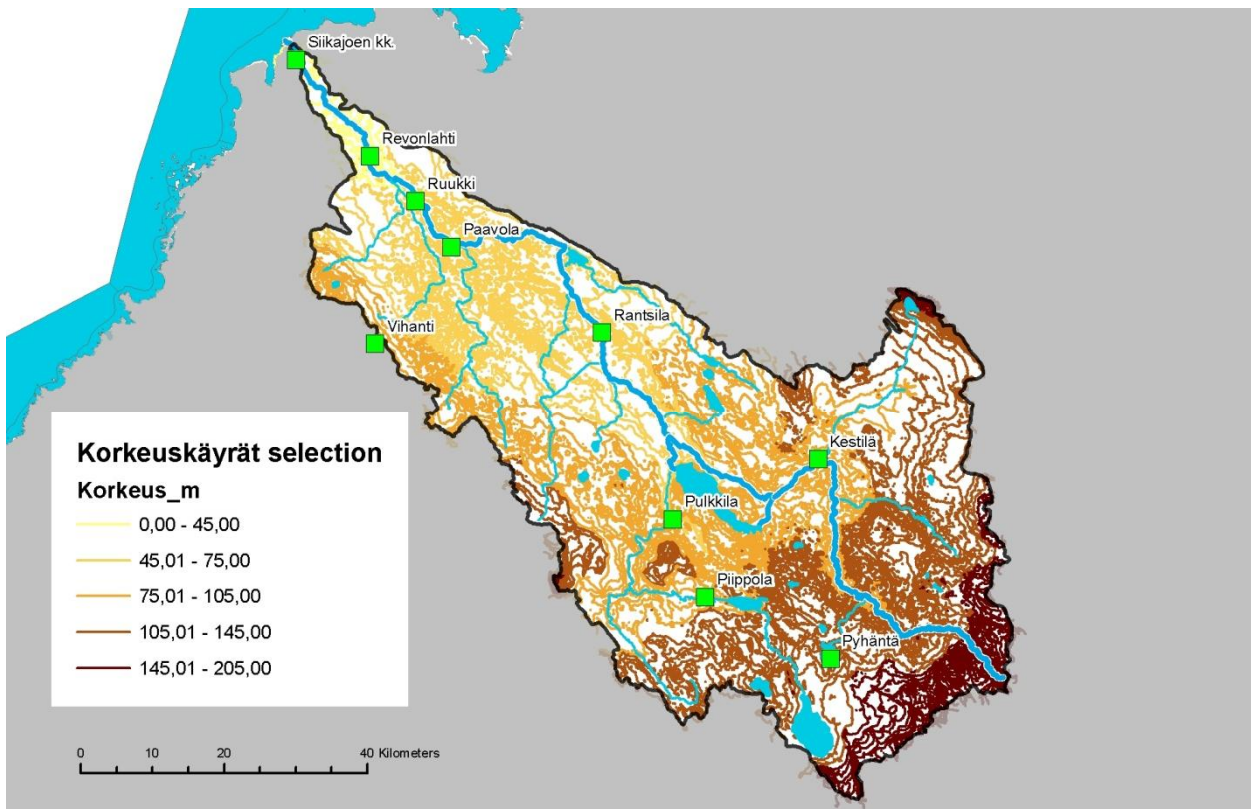 Siikajoen kk.
Revonlahti
Ruukki
Paavola
Vihanti
Rantsila
Kestilä
Pulkkila
Piippola
Pyhäntä
Korkeuskäyrät selection
Korkeus_m
0,00 - 45,00
45,01 - 75,00
75,01 - 105,00
105,01 - 145,00
145,01 - 205,00
0 10 20 40 Kilometers